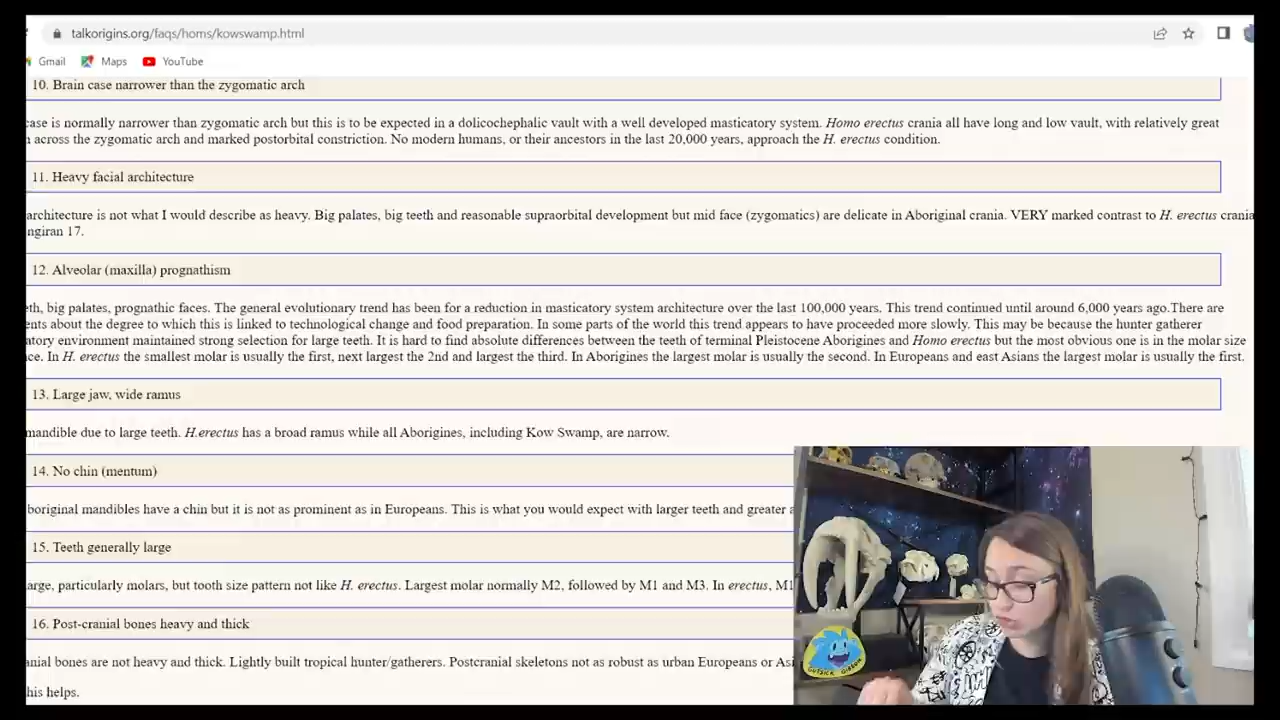 talkorigins.org/faqs/homs/kowswamp.html
Gmail Maps YouTube
10. Brain case narrower than the zygomatic arch
case is normally narrower than zygomatic arch but this is to be expected in a dolicochephalic vault with a well developed masticatory system. Homo erectus crania all have long and low vault, with relatively great
across the zygomatic arch and marked postorbital constriction. No modern humans, or their ancestors in the last 20,000 years, approach the H. erectus condition.
11. Heavy facial architecture
architecture is not what I would describe as heavy. Big palates, big teeth and reasonable supraorbital development but mid face (zygomatics) are delicate in Aboriginal crania. VERY marked contrast to H. erectus crania
ngiran 17.
12. Alveolar (maxilla) prognathism
eth, big palates, prognathic faces. The general evolutionary trend has been for a reduction in masticatory system architecture over the last 100,000 years. This trend continued until around 6,000 years ago.There are
ents about the degree to which this is linked to technological change and food preparation. In some parts of the world this trend appears to have proceeded more slowly. This may be because the hunter gatherer
atory environment maintained strong selection for large teeth. It is hard to find absolute differences between the teeth of terminal Pleistocene Aborigines and Homo erectus but the most obvious one is in the molar size
ce. In H. erectus the smallest molar is usually the first, next largest the 2nd and largest the third. In Aborigines the largest molar is usually the second. In Europeans and east Asians the largest molar is usually the first.
13. Large jaw, wide ramus
mandible due to large teeth. H.erectus has a broad ramus while all Aborigines, including Kow Swamp, are narrow.
14. No chin (mentum)
boriginal mandibles have a chin but it is not as prominent as in Europeans. This is what you would expect with larger teeth and greater a
15. Teeth generally large
arge, particularly molars, but tooth size pattern not like H. erectus. Largest molar normally M2, followed by M1 and M3. In erectus, M1
16. Post-cranial bones heavy and thick
anial bones are not heavy and thick. Lightly built tropical hunter/gatherers. Postcranial skeletons not as robust as urban Europeans or Asi
his helps.
GUTSICK GIBBON